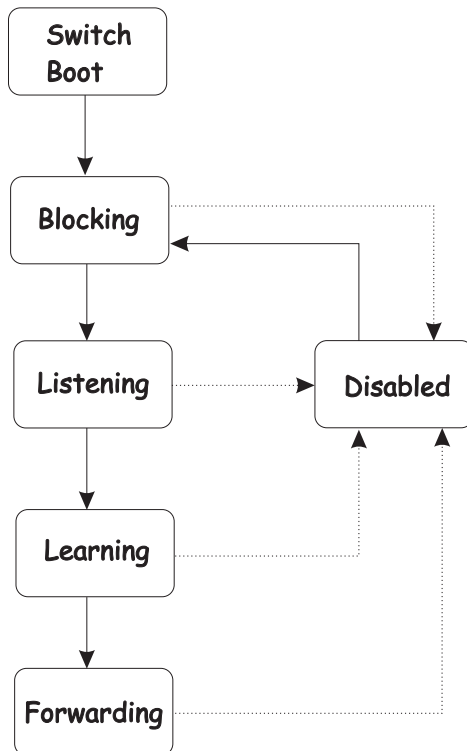 Switch
Boot
Blocking
Listening
Disabled
Learning
Forwarding